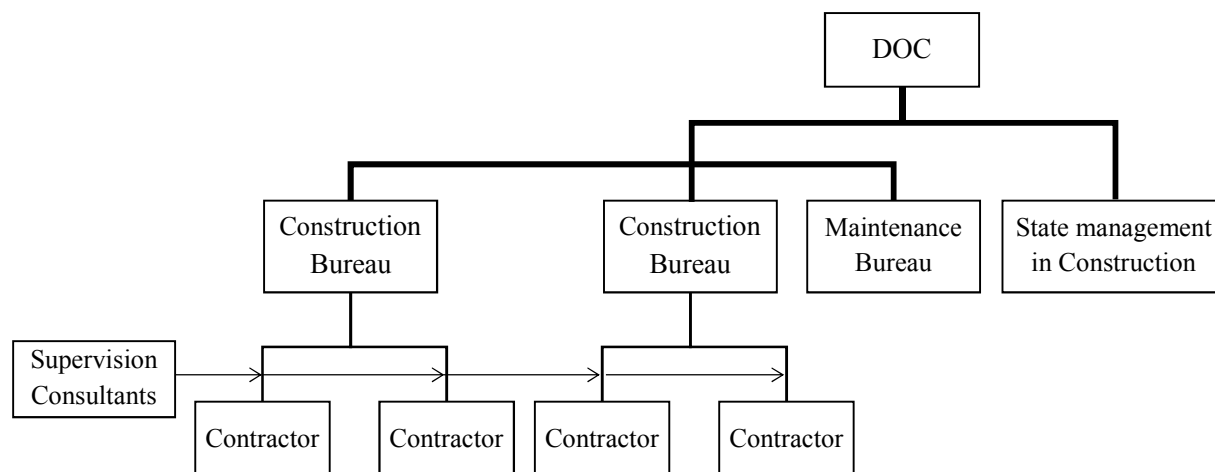 DOC
Construction
Bureau
Construction
Bureau
Maintenance
Bureau
State management
in Construction
Supervision
Consultants
Contractor
Contractor
Contractor
Contractor